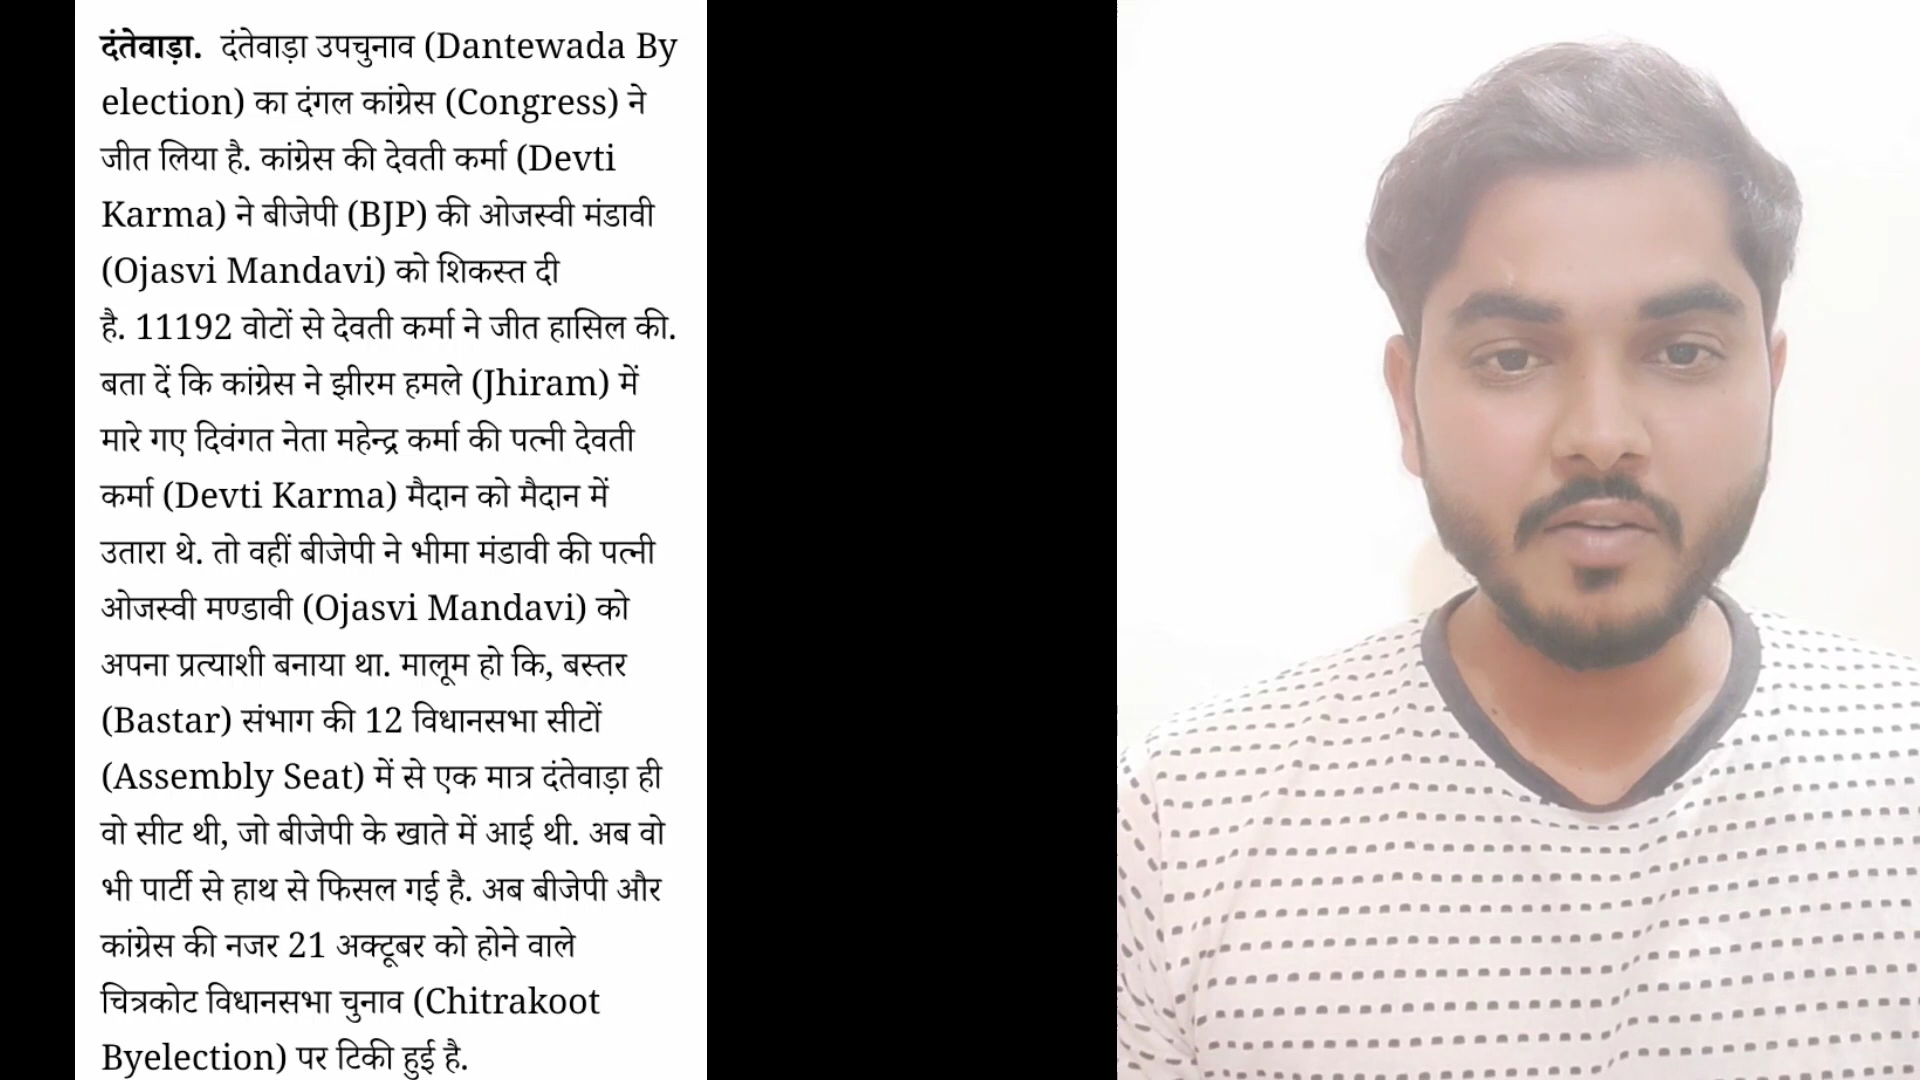 दंतेवाड़ा. दंतेवाड़ा उपचुनाव (Dantewada By
election) का दंगल कांग्रेस (Congress) ने
जीत लिया है. कांग्रेस की देवती कर्मा (Devti
Karma) ने बीजेपी (BJP) की ओजस्वी मंडावी
(Ojasvi Mandavi) को शिकस्त दी
है. 11192 वोटों से देवती कर्मा ने जीत हासिल की.
बता दें कि कांग्रेस ने झीरम हमले (Jhiram) में
मारे गए दिवंगत नेता महेन्द्र कर्मा की पत्नी देवती
कर्मा (Devti Karma) मैदान को मैदान में
उतारा थे. तो वहीं बीजेपी ने भीमा मंडावी की पत्नी
ओजस्वी मण्डावी (Ojasvi Mandavi) को
अपना प्रत्याशी बनाया था. मालूम हो कि, बस्तर
(Bastar) संभाग की 12 विधानसभा सीटों
(Assembly Seat) में से एक मात्र दंतेवाड़ा ही
वो सीट थी, जो बीजेपी के खाते में आई थी. अब वो
भी पार्टी से हाथ से फिसल गई है. अब बीजेपी और
कांग्रेस की नजर 21 अक्टूबर को होने वाले
चित्रकोट विधानसभा चुनाव (Chitrakoot
Byelection) पर टिकी हुई है.